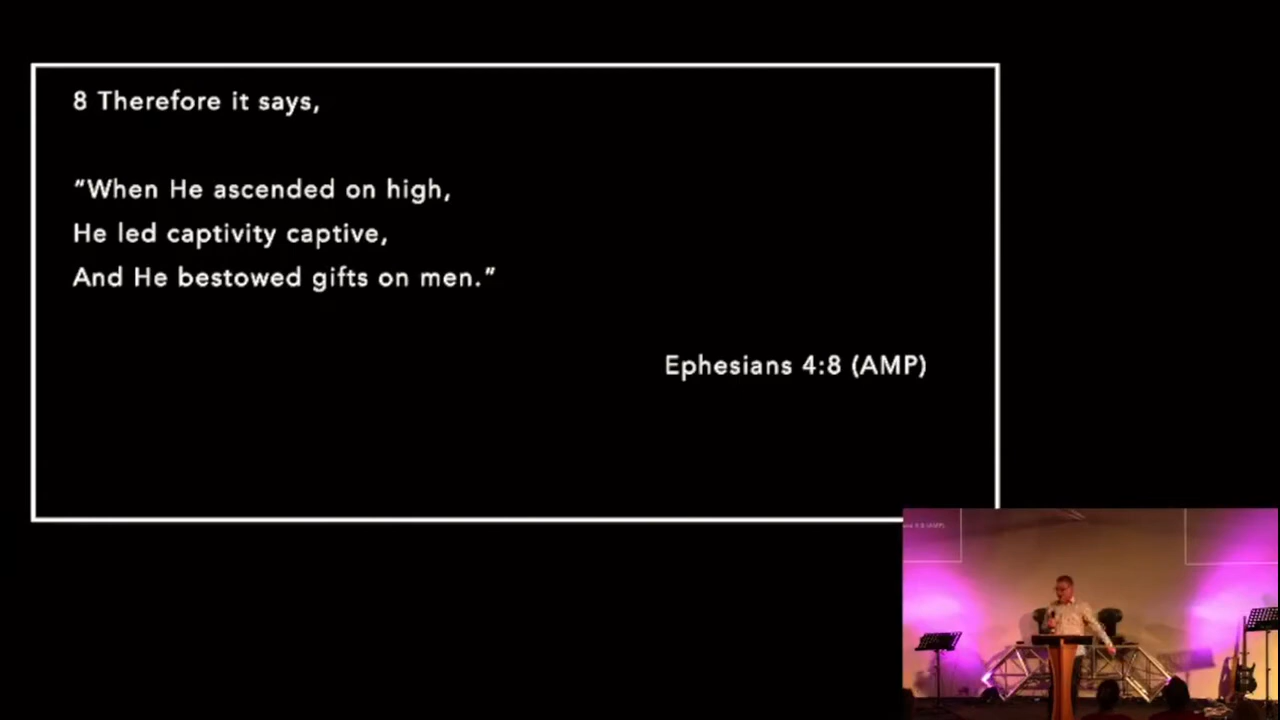 8 Therefore it says,
“When He ascended on high,
He led captivity captive,
And He bestowed gifts on men.”
Ephesians 4:8 (AMP)